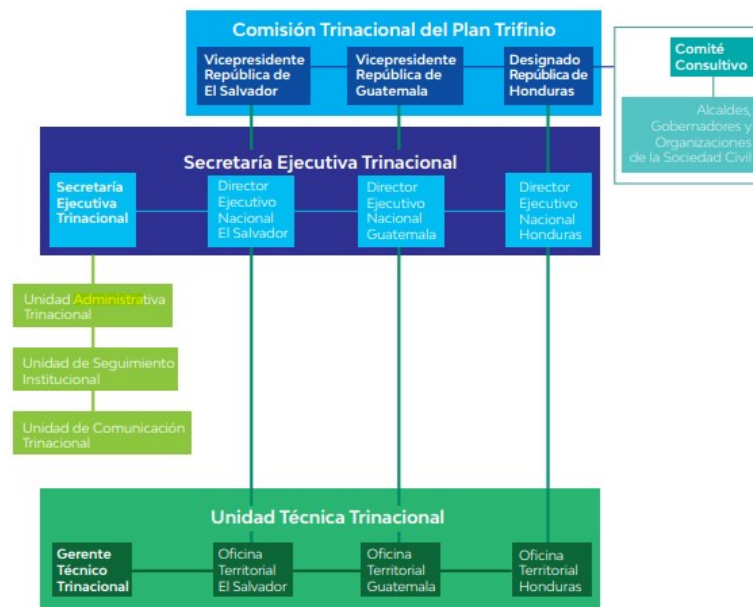 Comisión Trinacional del Plan Trifinio
Vicepresidente
República de
El Salvador
Vicepresidente
República de
Guatemala
Designado
República de
Honduras
Comité
Consultivo
Alcaldes,
Gobernadores y
Organizaciones
de la Sociedad Civil
Secretaría Ejecutiva Trinacional
Secretaría
Ejecutiva
Trinacional
Director
Ejecutivo
Nacional
El Salvador
Director
Ejecutivo
Nacional
Guatemala
Director
Ejecutivo
Nacional
Honduras
Unidad Administrativa
Trinacional
Unidad de Seguimiento
Institucional
Unidad de Comunicación
Trinacional
Unidad Técnica Trinacional
Gerente
Técnico
Trinacional
Oficina
Territorial
El Salvador
Oficina
Territorial
Guatemala
Oficina
Territorial
Honduras